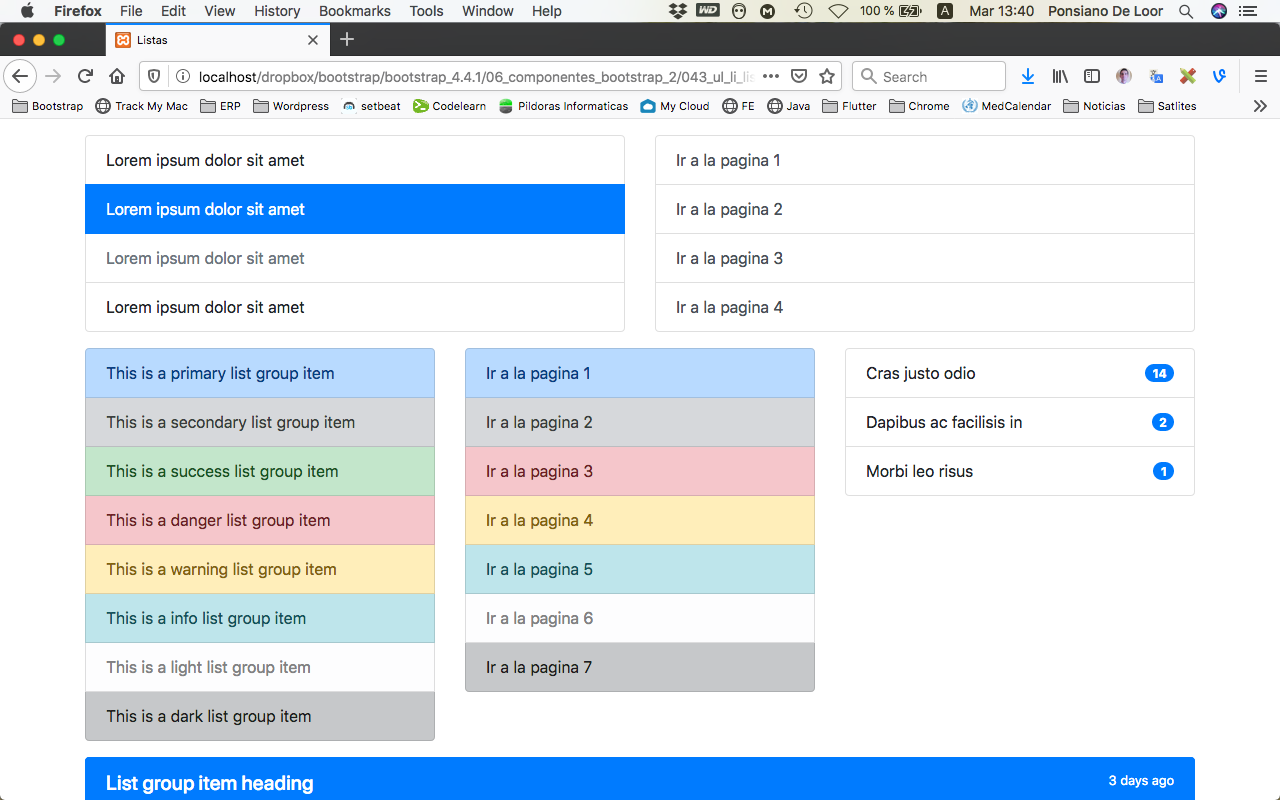 Firefox File Edit View History Bookmarks Tools Window Help WD M 100 % A Mar 13:40 Ponsiano De Loor
Listas
localhost/dropbox/bootstrap/bootstrap_4.4.1/06_componentes_bootstrap_2/043_ul_li_lis
Search
Bootstrap Track My Mac ERP Wordpress setbeat Codelearn Pildoras Informaticas My Cloud FE Java Flutter Chrome MedCalendar Noticias Satlites
Lorem ipsum dolor sit amet
Lorem ipsum dolor sit amet
Lorem ipsum dolor sit amet
Lorem ipsum dolor sit amet
Ir a la pagina 1
Ir a la pagina 2
Ir a la pagina 3
Ir a la pagina 4
This is a primary list group item
This is a secondary list group item
This is a success list group item
This is a danger list group item
This is a warning list group item
This is a info list group item
This is a light list group item
This is a dark list group item
Ir a la pagina 1
Ir a la pagina 2
Ir a la pagina 3
Ir a la pagina 4
Ir a la pagina 5
Ir a la pagina 6
Ir a la pagina 7
Cras justo odio 14
Dapibus ac facilisis in 2
Morbi leo risus 1
List group item heading 3 days ago